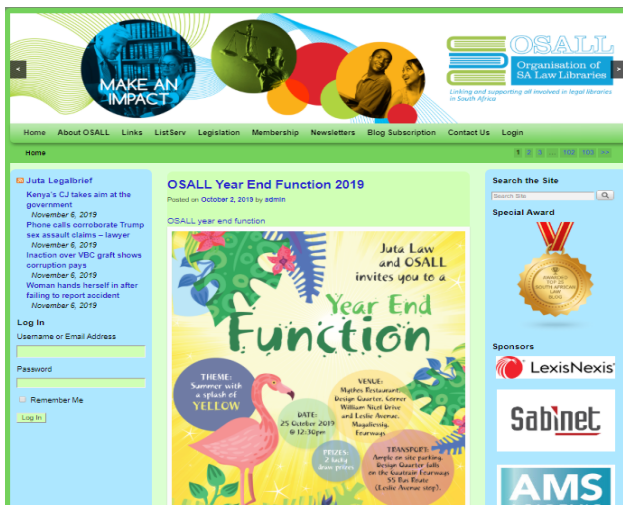 <
MAKE AN
IMPACT
OSALL
Organisation of
SA Law Libraries
Linking and supporting all involved in legal libraries
in South Africa
>
Home About OSALL Links ListServ Legislation Membership Newsletters Blog Subscription Contact Us Login
Home
1 2 3 ... 102 103 >>
Juta Legalbrief
Kenya's CJ takes aim at the
government
November 6, 2019
Phone calls corroborate Trump
sex assault claims – lawyer
November 6, 2019
Inaction over VBC graft shows
corruption pays
November 6, 2019
Woman hands herself in after
failing to report accident
November 6, 2019
Log In
Username or Email Address
Password
Remember Me
Log In
OSALL Year End Function 2019
Posted on October 2, 2019 by admin
OSALL year end function
Juta Law
and OSALL
invites you to a
Year End
Function
THEME:
Summer with
a splash of
YELLOW
DATE:
25 October 2019
@ 12:30pm
VENUE:
Mythos Restaurant,
Design Quarter, Corner
William Nicol Drive
and Leslie Avenue,
Magaliessig,
Fourways
PRIZES:
2 lucky
draw prizes
TRANSPORT:
Ample on site parking.
Design Quarter falls
on the Gautrain Fourways
S5 Bus Route
(Leslie Avenue stop).
Search the Site
Search Site
Special Award
AWARDED
TOP 25
SOUTH AFRICAN
LAW
BLOG
Sponsors
LexisNexis
Sabinet
AMS